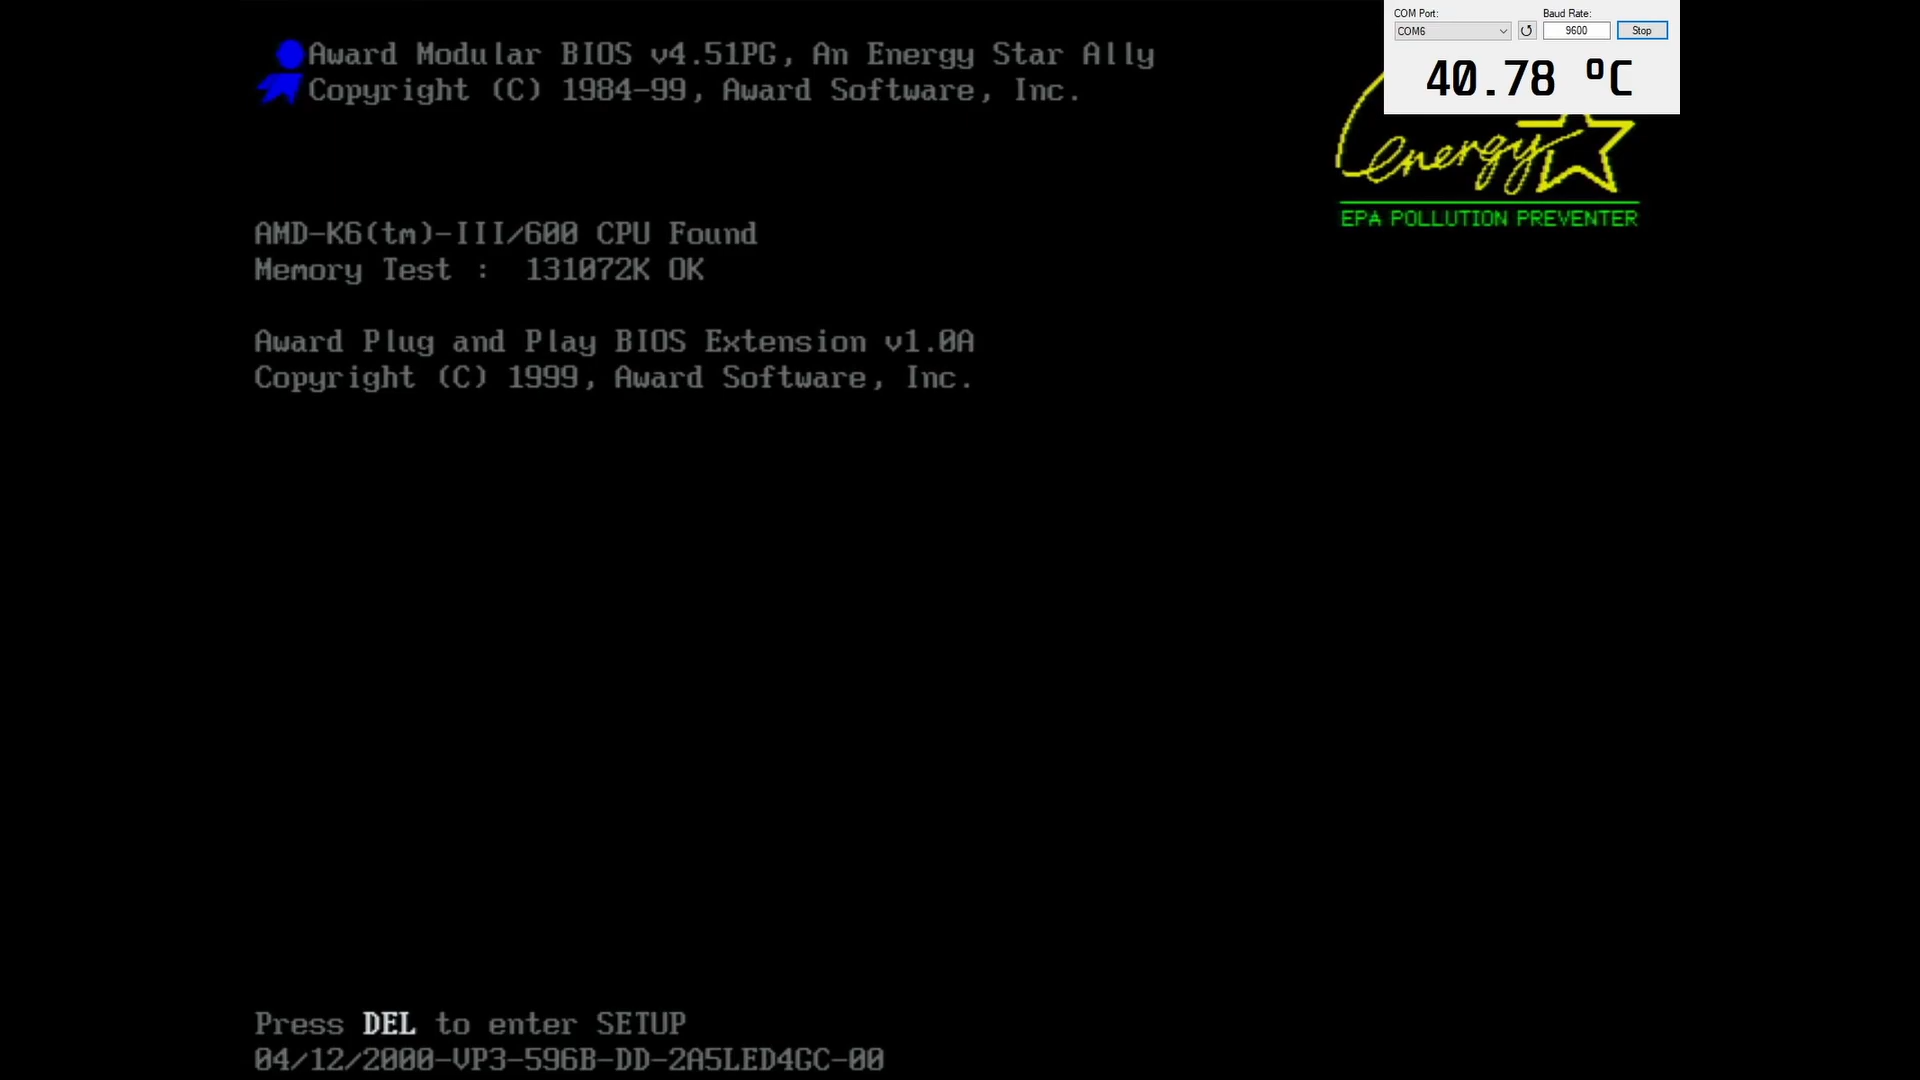 COM Port:
Baud Rate:
COM6
9600
Stop
40.78 ºC
Award Modular BIOS v4.51PG, An Energy Star Ally
Copyright (C) 1984-99, Award Software, Inc.
energy
EPA POLLUTION PREVENTER
AMD-K6(tm)-III/600 CPU Found
Memory Test :  131072K OK
Award Plug and Play BIOS Extension v1.0A
Copyright (C) 1999, Award Software, Inc.
Press DEL to enter SETUP
04/12/2000-VP3-596B-DD-2A5LED4GC-00